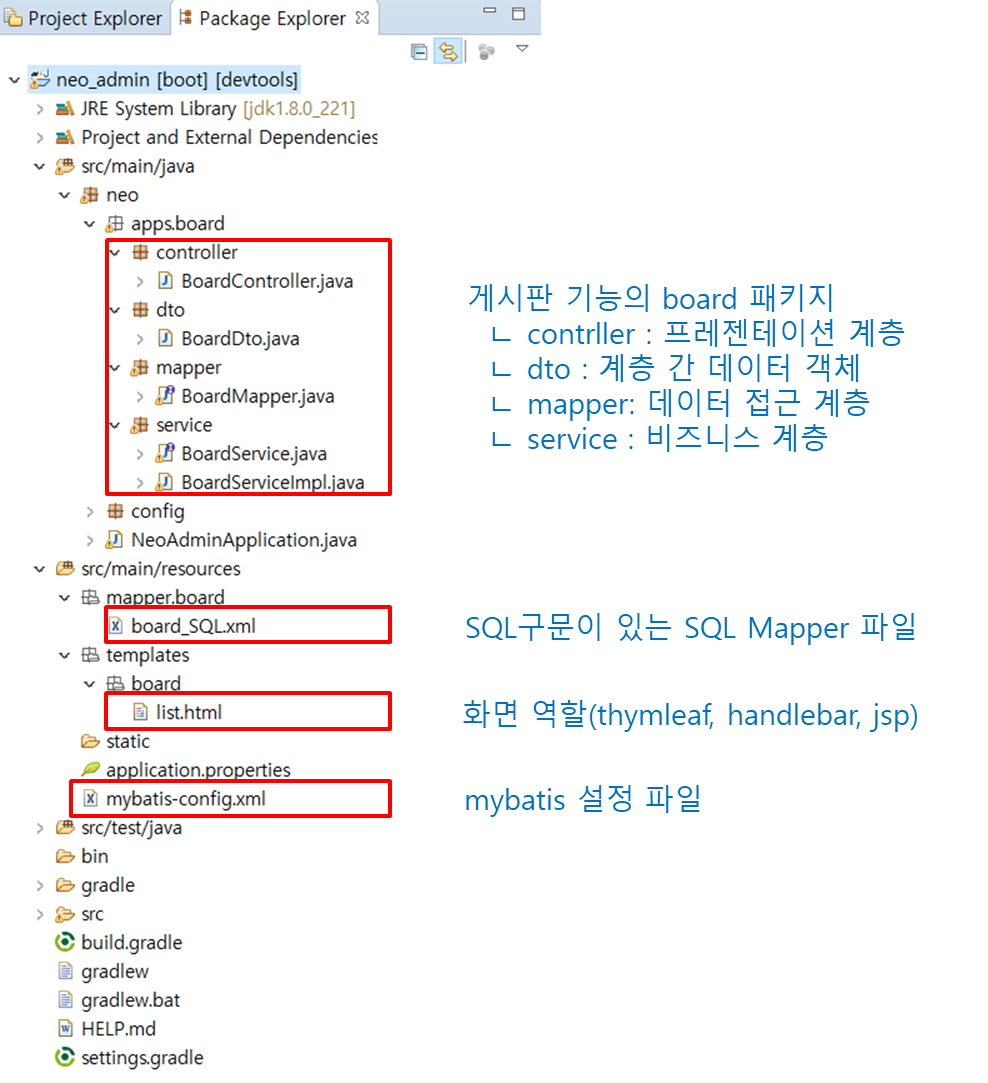 Project Explorer
Package Explorer
neo_admin [boot] [devtools]
JRE System Library [jdk1.8.0_221]
Project and External Dependencies
src/main/java
neo
apps.board
controller
BoardController.java
dto
BoardDto.java
mapper
BoardMapper.java
service
BoardService.java
BoardServiceImpl.java
게시판 기능의 board 패키지
ㄴ contrller : 프레젠테이션 계층
ㄴ dto : 계층 간 데이터 객체
ㄴ mapper: 데이터 접근 계층
ㄴ service : 비즈니스 계층
config
NeoAdminApplication.java
src/main/resources
mapper.board
board_SQL.xml
SQL구문이 있는 SQL Mapper 파일
templates
board
list.html
화면 역할(thymleaf, handlebar, jsp)
static
application.properties
mybatis-config.xml
mybatis 설정 파일
src/test/java
bin
gradle
src
build.gradle
gradlew
gradlew.bat
HELP.md
settings.gradle